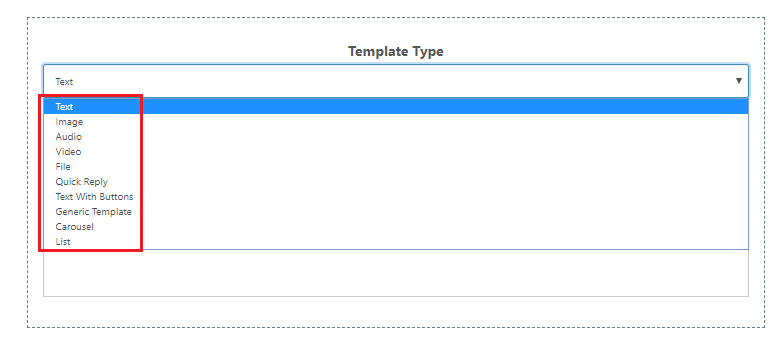 Template Type
Text
Text
Image
Audio
Video
File
Quick Reply
Text With Buttons
Generic Template
Carousel
List